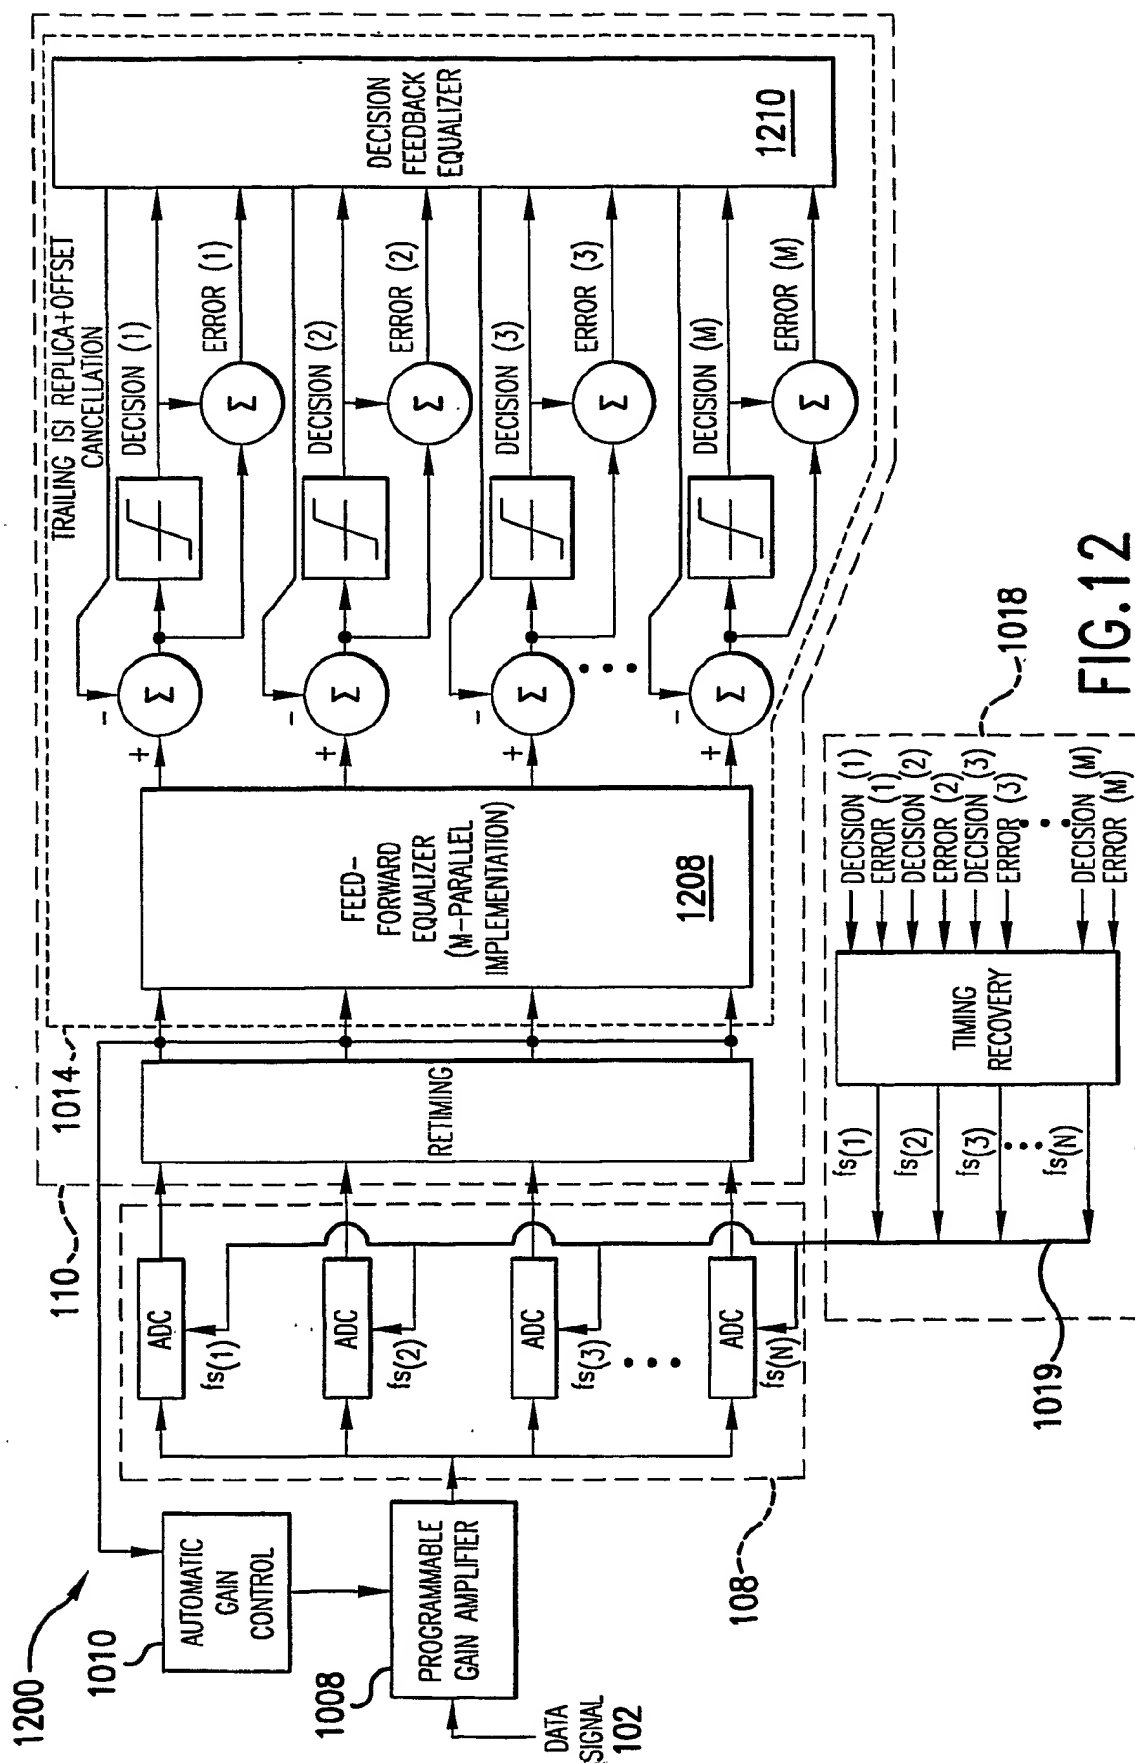 1200
1010
AUTOMATIC
GAIN
CONTROL
1008
PROGRAMMABLE
GAIN AMPLIFIER
DATA
SIGNAL
102
108
110
1014
ADC
fs(1)
ADC
fs(2)
ADC
fs(3)
ADC
fs(N)
RETIMING
FEED-
FORWARD
EQUALIZER
(M-PARALLEL
IMPLEMENTATION)
1208
TRAILING ISI REPLICA+OFFSET
CANCELLATION
+
-
Σ
DECISION (1)
Σ
ERROR (1)
+
-
Σ
DECISION (2)
Σ
ERROR (2)
+
-
Σ
DECISION (3)
Σ
ERROR (3)
+
-
Σ
DECISION (M)
Σ
ERROR (M)
DECISION
FEEDBACK
EQUALIZER
1210
1019
fs(1)
fs(2)
fs(3)
fs(N)
TIMING
RECOVERY
DECISION (1)
ERROR (1)
DECISION (2)
ERROR (2)
DECISION (3)
ERROR (3)
DECISION (M)
ERROR (M)
1018
FIG.12